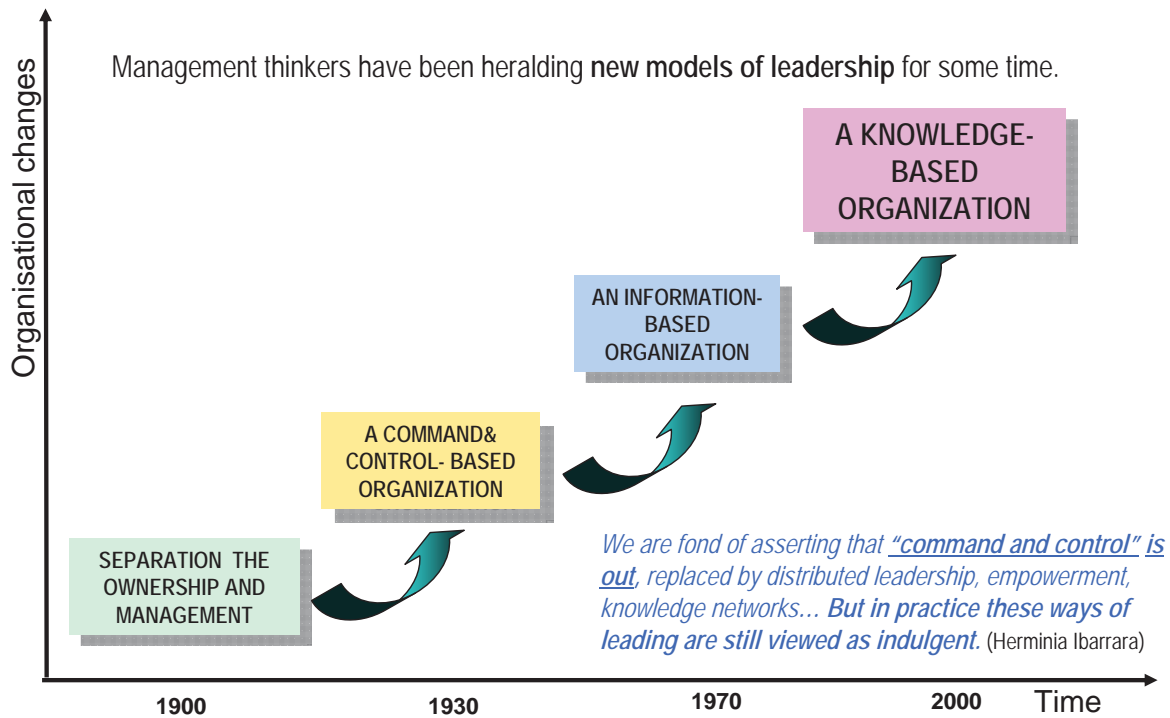 Organisational changes
Management thinkers have been heralding new models of leadership for some time.
A KNOWLEDGE-
BASED
ORGANIZATION
AN INFORMATION-
BASED
ORGANIZATION
A COMMAND&
CONTROL- BASED
ORGANIZATION
SEPARATION THE
OWNERSHIP AND
MANAGEMENT
We are fond of asserting that “command and control” is
out, replaced by distributed leadership, empowerment,
knowledge networks… But in practice these ways of
leading are still viewed as indulgent. (Herminia Ibarrara)
1900
1930
1970
2000
Time